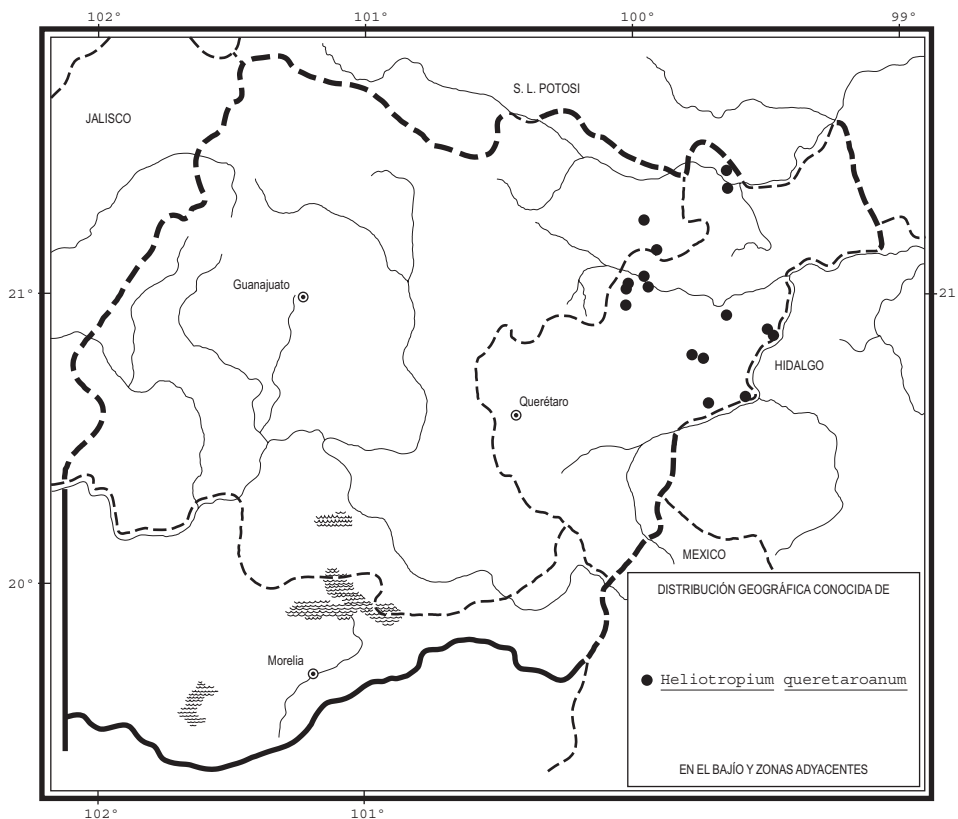 102° 101° 100° 99°
S. L. POTOSI
JALISCO
Guanajuato
21° 21
HIDALGO
Querétaro
MEXICO
20°
DISTRIBUCIÓN GEOGRÁFICA CONOCIDA DE
Heliotropium queretaroanum
EN EL BAJÍO Y ZONAS ADYACENTES
Morelia
102° 101°